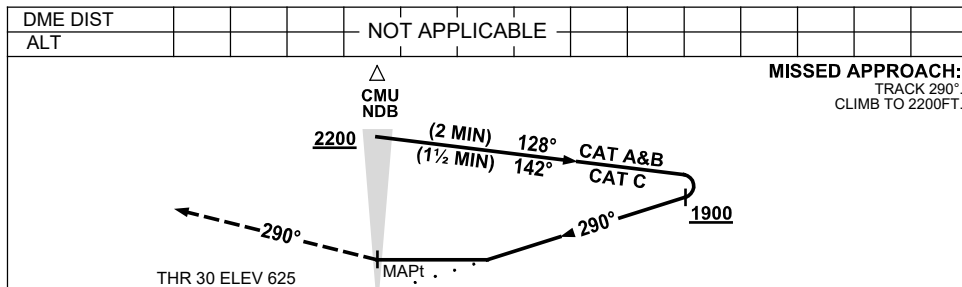 DME DIST
ALT
NOT APPLICABLE
MISSED APPROACH:
TRACK 290°.
CLIMB TO 2200FT.
CMU
NDB
2200
(2 MIN) 128°
(1½ MIN) 142°
CAT A&B
CAT C
1900
290°
290°
MAPt
THR 30 ELEV 625